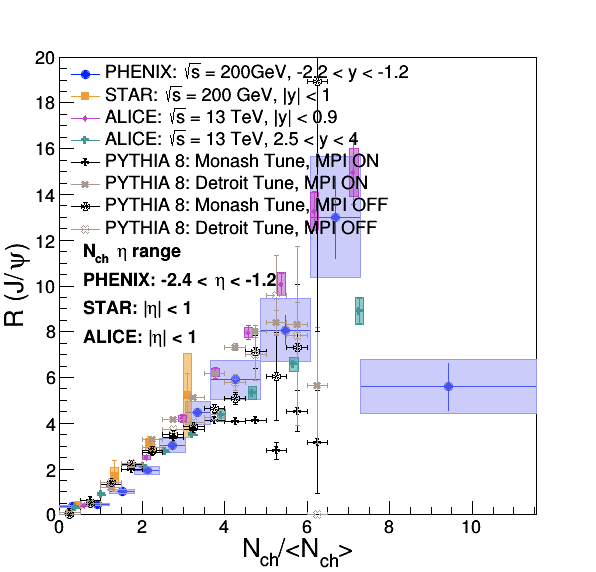 20
18
16
14
12
10
8
6
4
2
0
R (J/ψ)
PHENIX: √s = 200GeV, -2.2 < y < -1.2
STAR: √s = 200 GeV, |y| < 1
ALICE: √s = 13 TeV, |y| < 0.9
ALICE: √s = 13 TeV, 2.5 < y < 4
PYTHIA 8: Monash Tune, MPI ON
PYTHIA 8: Detroit Tune, MPI ON
PYTHIA 8: Monash Tune, MPI OFF
PYTHIA 8: Detroit Tune, MPI OFF
N_ch η range
PHENIX: -2.4 < η < -1.2
STAR: |η| < 1
ALICE: |η| < 1
0 2 4 6 8 10
N_ch/<N_ch>